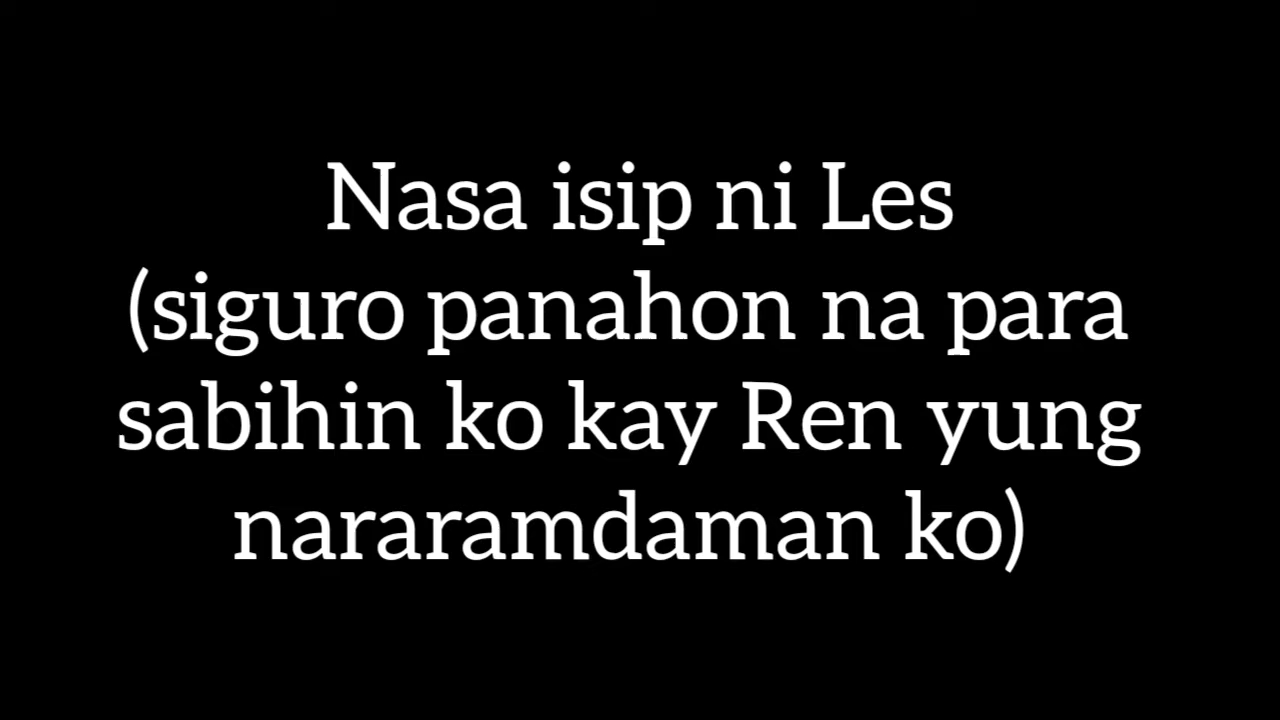 Nasa isip ni Les
(siguro panahon na para
sabihin ko kay Ren yung
nararamdaman ko)